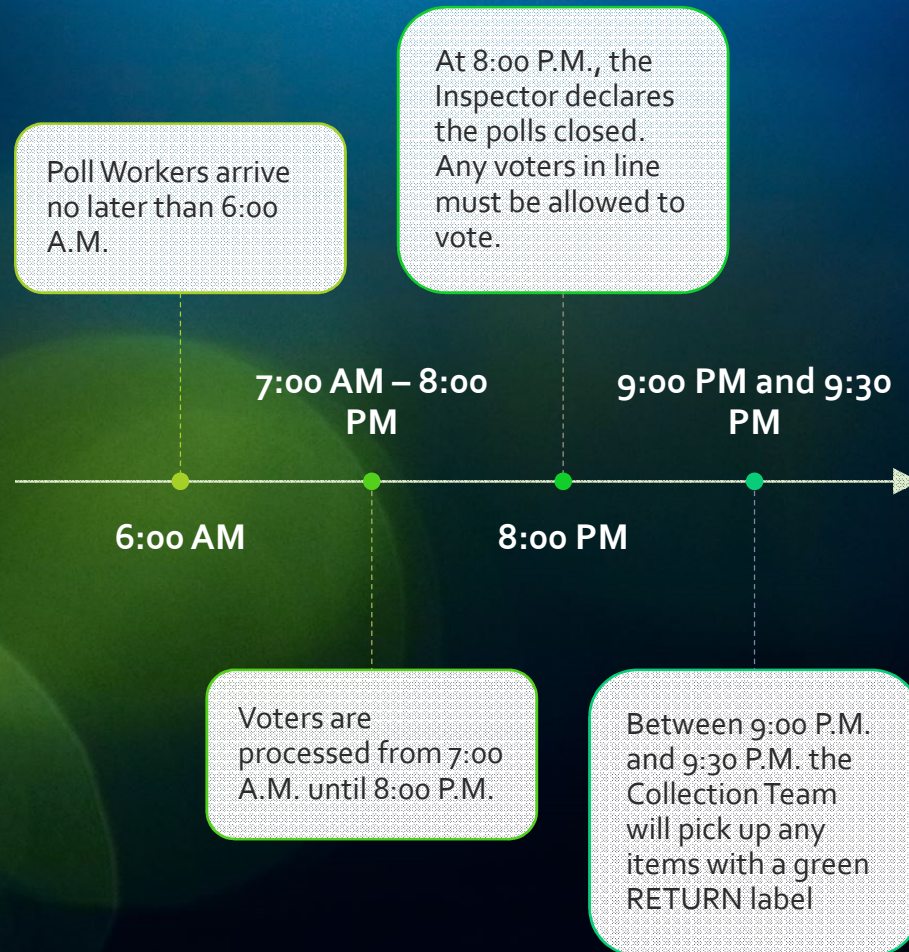 Poll Workers arrive
no later than 6:00
A.M.
6:00 AM
7:00 AM – 8:00
PM
Voters are
processed from 7:00
A.M. until 8:00 P.M.
At 8:00 P.M., the
Inspector declares
the polls closed.
Any voters in line
must be allowed to
vote.
8:00 PM
9:00 PM and 9:30
PM
Between 9:00 P.M.
and 9:30 P.M. the
Collection Team
will pick up any
items with a green
RETURN label